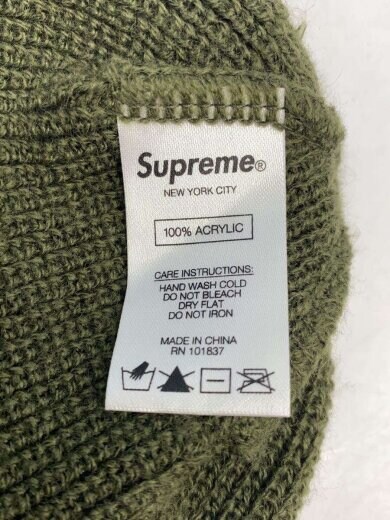 Supreme®
NEW YORK CITY
100% ACRYLIC
CARE INSTRUCTIONS:
HAND WASH COLD
DO NOT BLEACH
DRY FLAT
DO NOT IRON
MADE IN CHINA
RN 101837